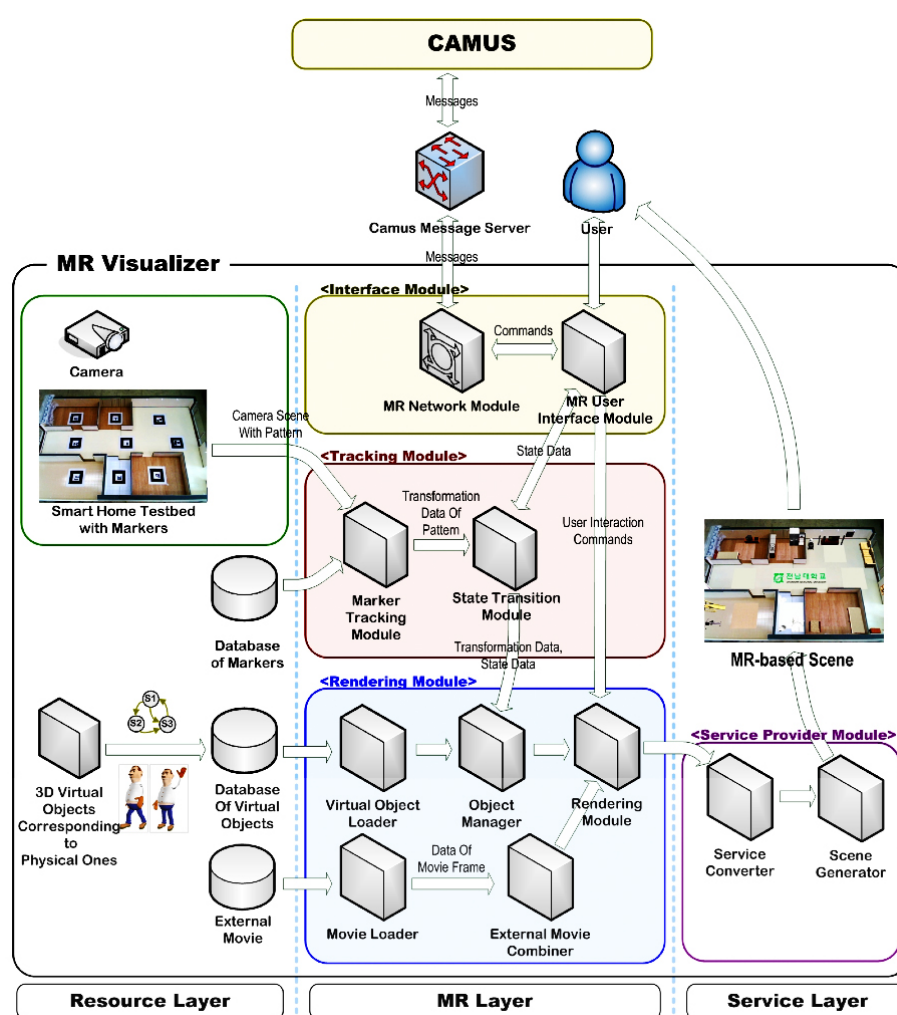 CAMUS
Messages
Camus Message Server
User
Messages
MR Visualizer
<Interface Module>
Camera
Commands
MR Network Module
MR User
Interface Module
Camera Scene
With Pattern
State Data
<Tracking Module>
Smart Home Testbed
with Markers
Transformation
Data Of
Pattern
User Interaction
Commands
Marker
Tracking
Module
State Transition
Module
Database
of Markers
Transformation Data,
State Data
전남대학교
MR-based Scene
<Rendering Module>
<Service Provider Module>
S1
S2
S3
3D Virtual
Objects
Corresponding
to
Physical Ones
Database
Of Virtual
Objects
Virtual Object
Loader
Object
Manager
Rendering
Module
Service
Converter
Scene
Generator
Data Of
Movie Frame
External
Movie
Movie Loader
External Movie
Combiner
Resource Layer
MR Layer
Service Layer